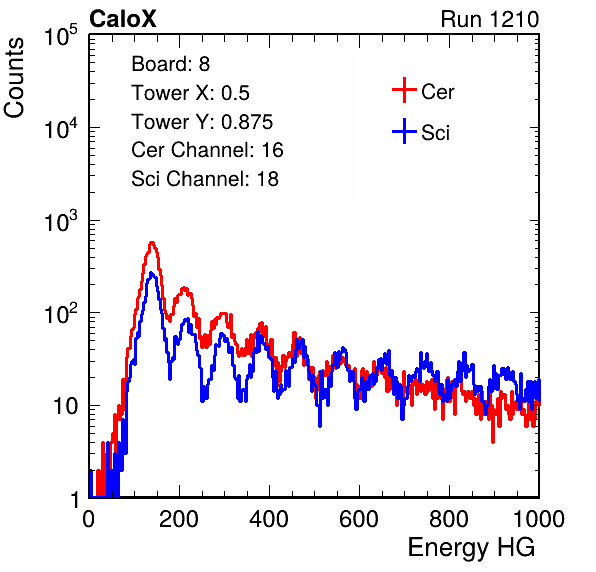 CaloX Run 1210
Counts
10^5
10^4
10^3
10^2
10
1
Board: 8
Tower X: 0.5
Tower Y: 0.875
Cer Channel: 16
Sci Channel: 18
Cer
Sci
0 200 400 600 800 1000
Energy HG